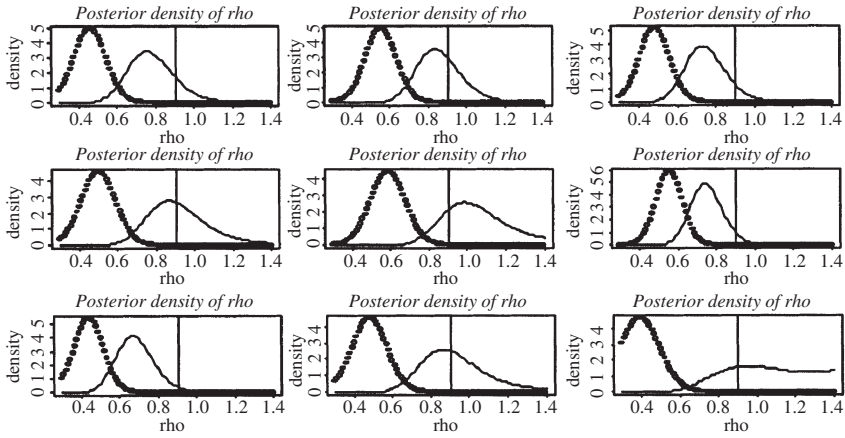 Posterior density of rho Posterior density of rho Posterior density of rho
density 0 1 2 3 4 5 density 0 1 2 3 4 5 density 0 1 2 3 4 5
0.4 0.6 0.8 1.0 1.2 1.4 0.4 0.6 0.8 1.0 1.2 1.4 0.4 0.6 0.8 1.0 1.2 1.4
rho rho rho
Posterior density of rho Posterior density of rho Posterior density of rho
density 0 1 2 3 4 density 0 1 2 3 4 density 0 1 2 3 4 5 6
0.4 0.6 0.8 1.0 1.2 1.4 0.4 0.6 0.8 1.0 1.2 1.4 0.4 0.6 0.8 1.0 1.2 1.4
rho rho rho
Posterior density of rho Posterior density of rho Posterior density of rho
density 0 1 2 3 4 5 density 0 1 2 3 4 density 0 1 2 3 4
0.4 0.6 0.8 1.0 1.2 1.4 0.4 0.6 0.8 1.0 1.2 1.4 0.4 0.6 0.8 1.0 1.2 1.4
rho rho rho